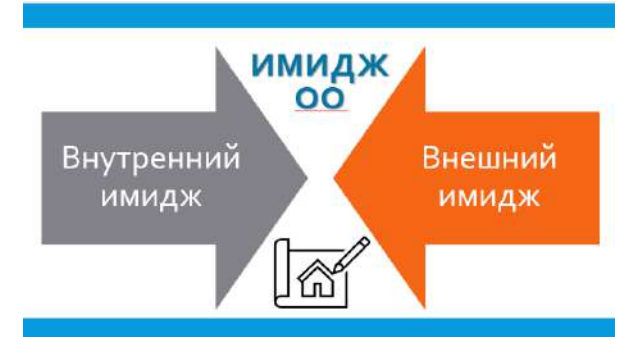 ИМИДЖ
ОО
Внутренний
имидж
Внешний
имидж